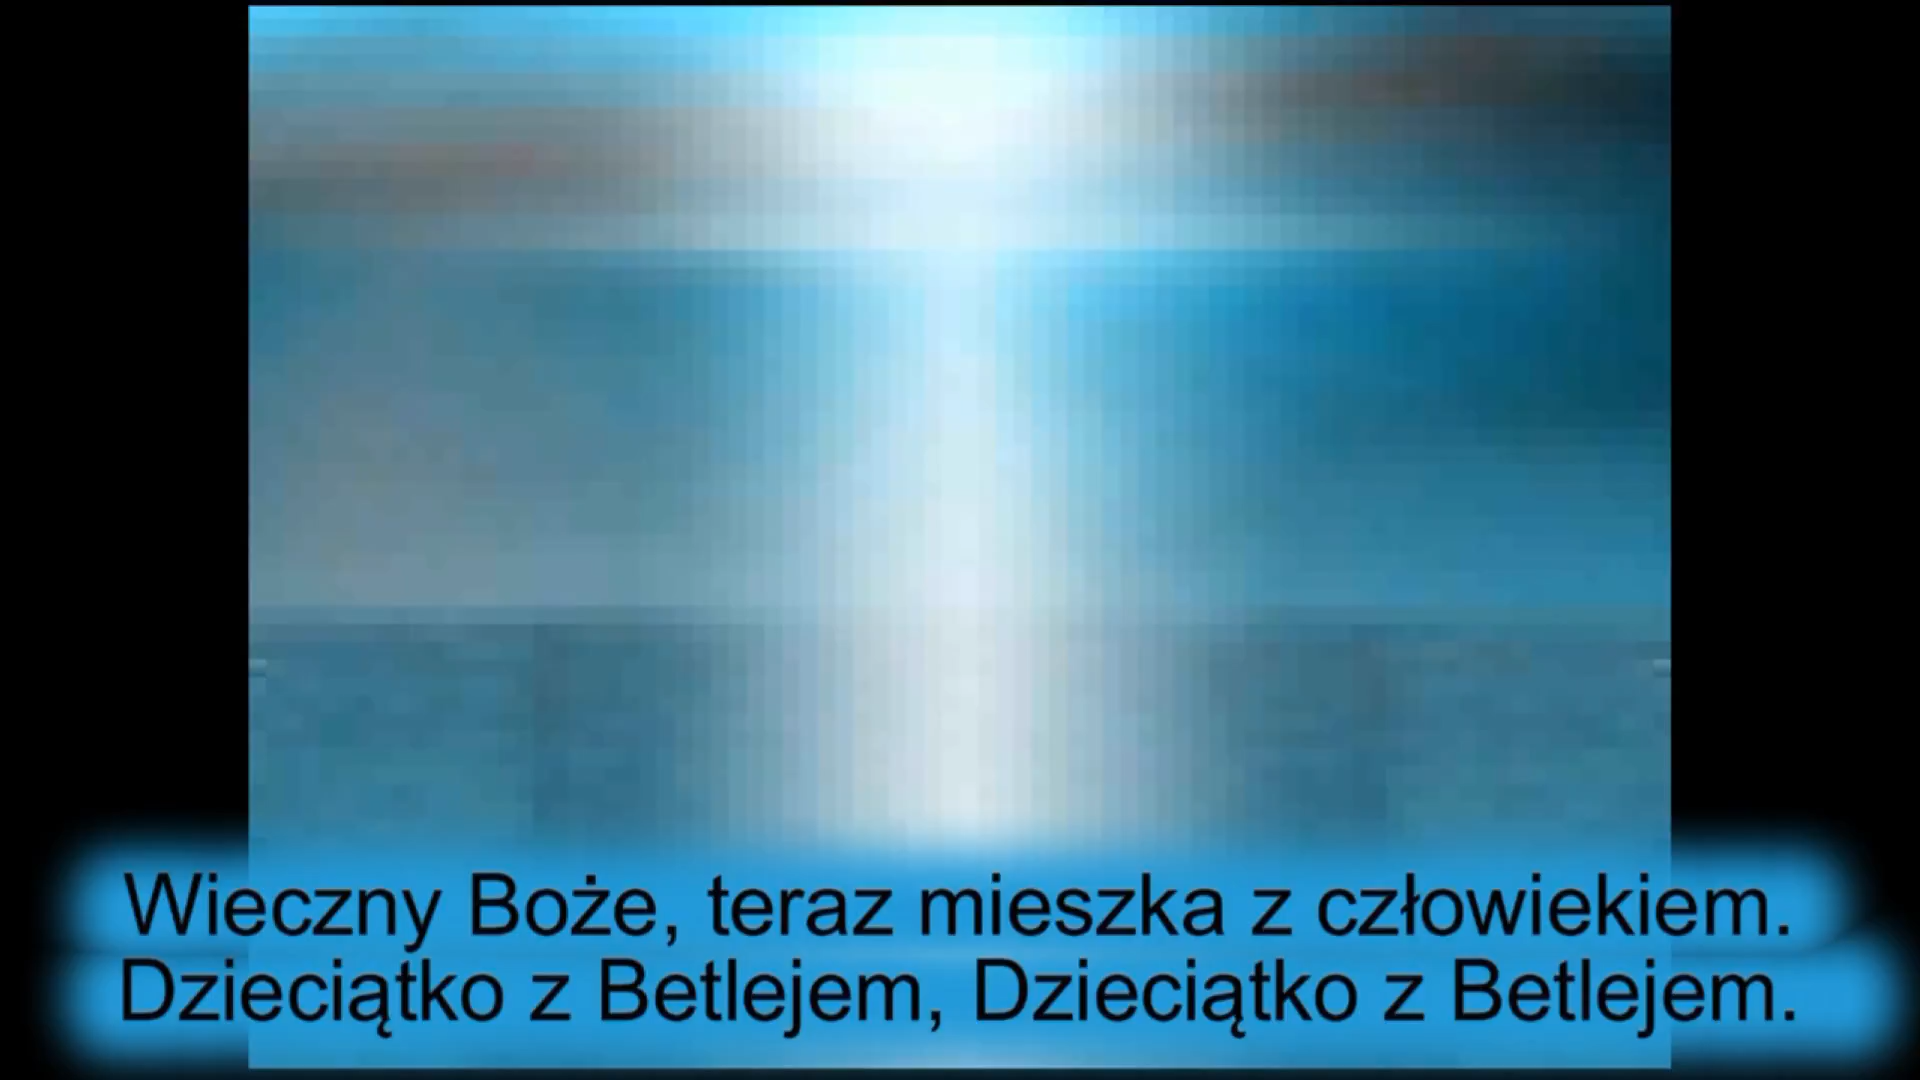 Wieczny Boże, teraz mieszka z człowiekiem.
Dzieciątko z Betlejem, Dzieciątko z Betlejem.